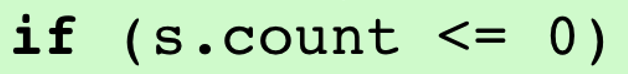 if (s.count <= 0)